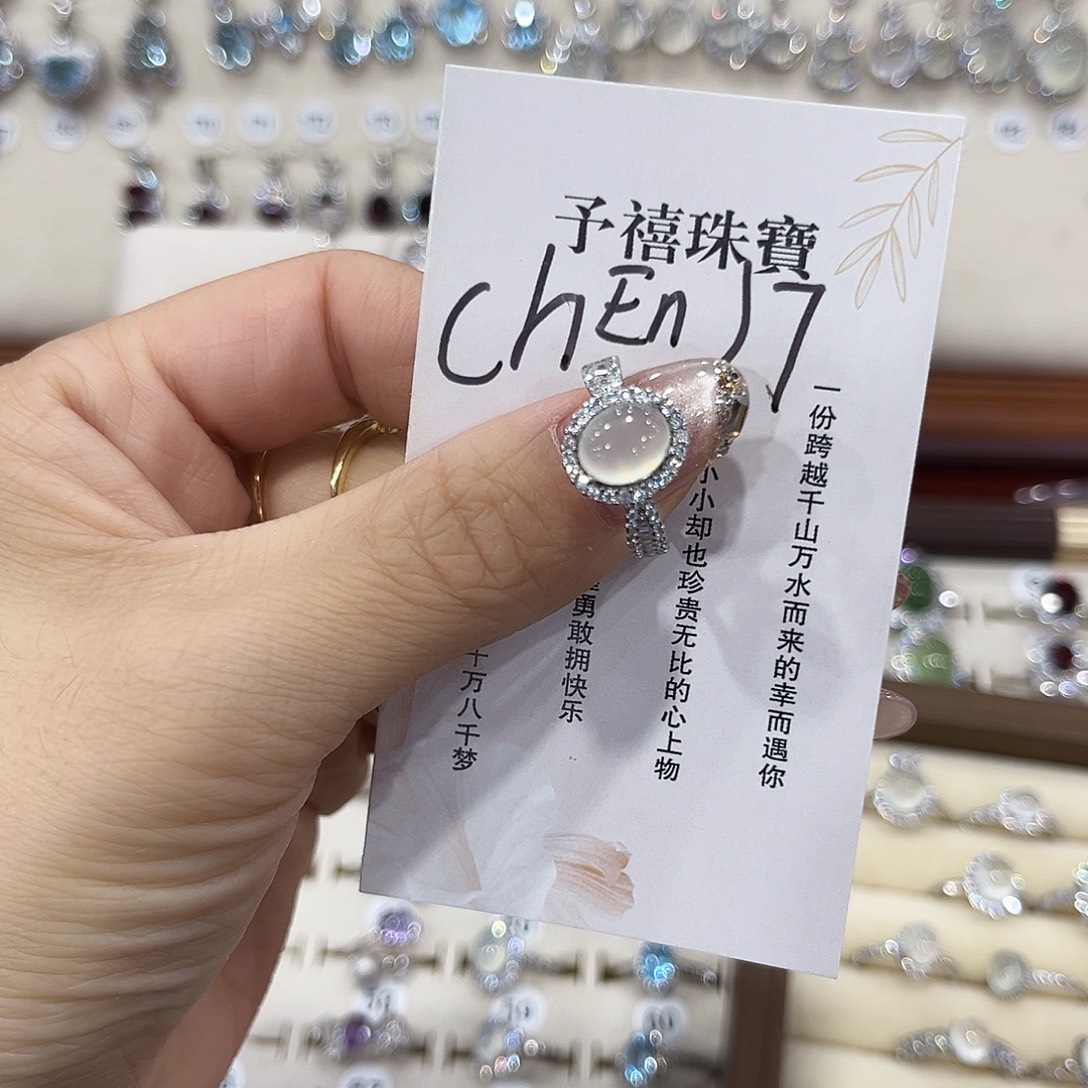 予禧珠寶
chEn J7
一份跨越千山万水而来的幸而遇你
小小却也珍贵无比的心上物
勇敢拥快乐
千万八千梦